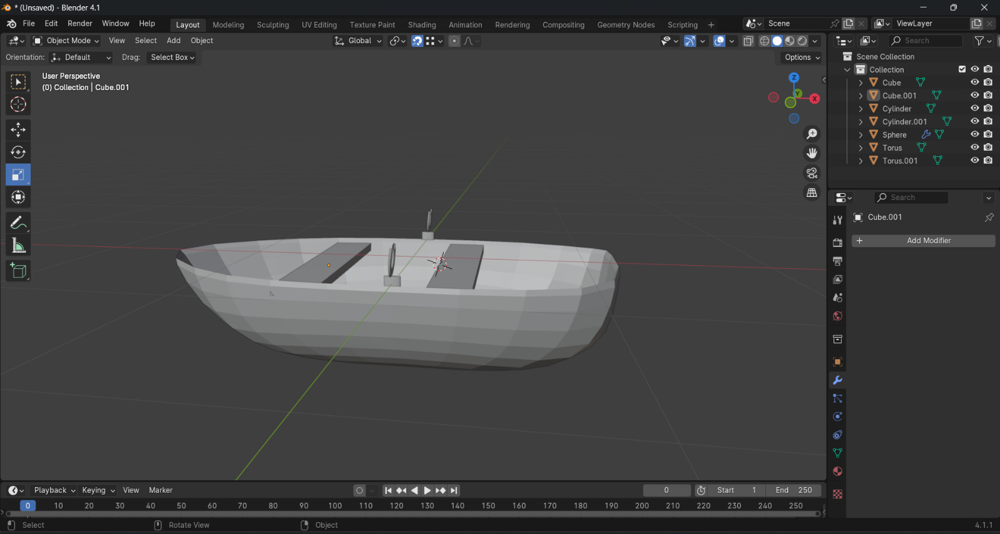 * (Unsaved) - Blender 4.1
File Edit Render Window Help Layout Modeling Sculpting UV Editing Texture Paint Shading Animation Rendering Compositing Geometry Nodes Scripting + Scene ViewLayer
Object Mode View Select Add Object Global Search
Orientation: Default Drag: Select Box Options
User Perspective
(0) Collection | Cube.001
Z
Y
X
Scene Collection
Collection
Cube
Cube.001
Cylinder
Cylinder.001
Sphere
Torus
Torus.001
Search
Cube.001
+ Add Modifier
Playback Keying View Marker 0 Start 1 End 250
0 10 20 30 40 50 60 70 80 90 100 110 120 130 140 150 160 170 180 190 200 210 220 230 240 250
Select Rotate View Object 4.1.1